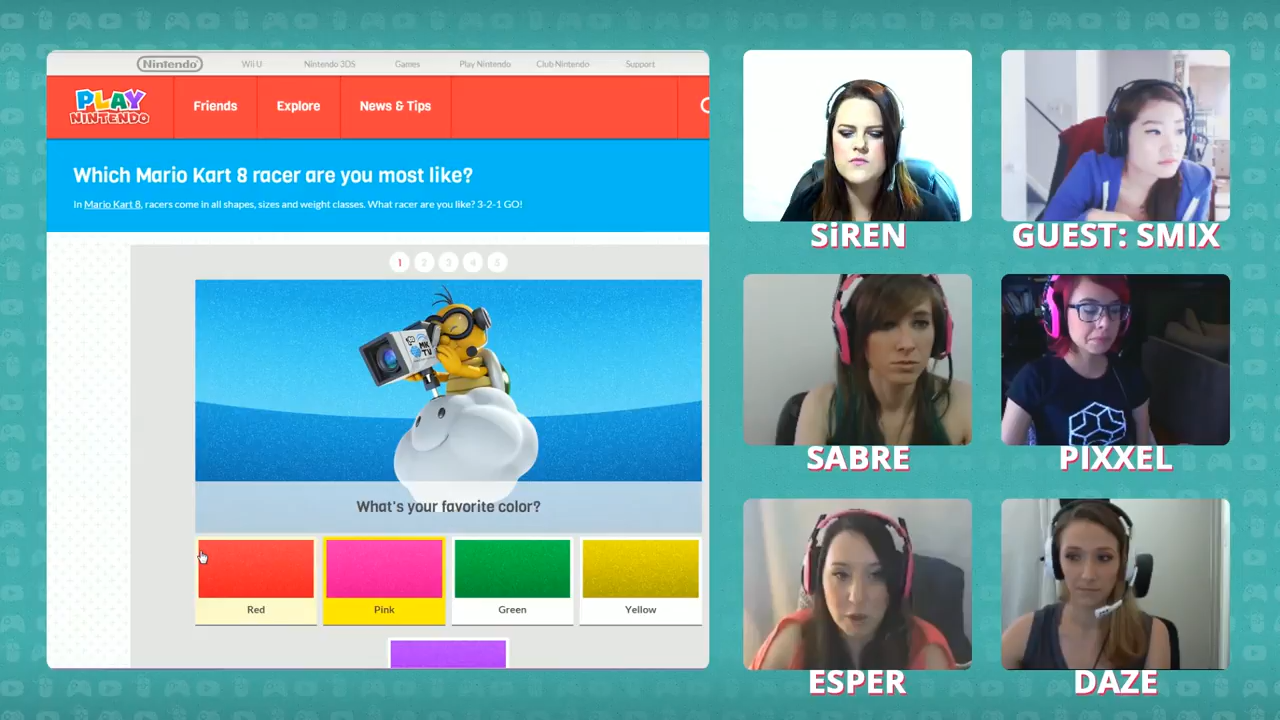 Nintendo
Wii U
Nintendo 3DS
Games
Play Nintendo
Club Nintendo
Support
PLAY
NINTENDO
Friends
Explore
News & Tips
Which Mario Kart 8 racer are you most like?
In Mario Kart 8, racers come in all shapes, sizes and weight classes. What racer are you like? 3-2-1 GO!
1 2 3 4 5
MK
TV
What's your favorite color?
Red
Pink
Green
Yellow
SiREN
GUEST: SMIX
SABRE
PIXXEL
ESPER
DAZE